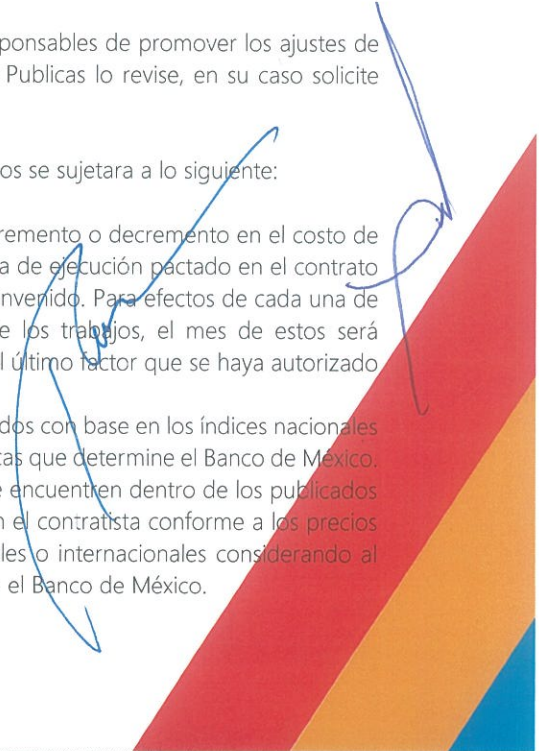 ponsables de promover los ajustes de
Publicas lo revise, en su caso solicite
os se sujetara a lo siguiente:
remento o decremento en el costo de
a de ejecución pactado en el contrato
nvenido. Para efectos de cada una de
e los trabajos, el mes de estos será
l último factor que se haya autorizado
dos con base en los índices nacionales
tas que determine el Banco de México.
e encuentren dentro de los publicados
n el contratista conforme a los precios
les o internacionales considerando al
el Banco de México.